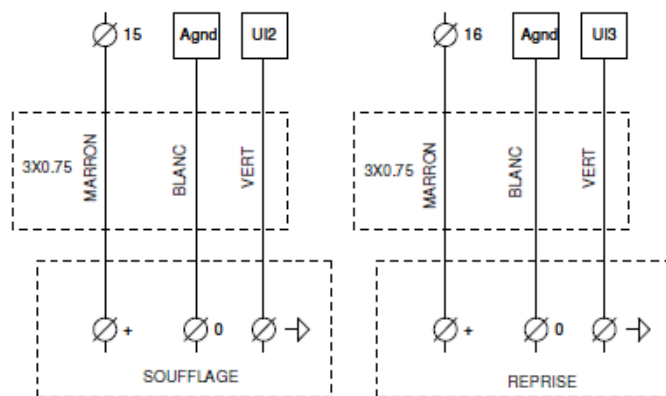 15 Agnd UI2
3X0.75 MARRON BLANC VERT
+ 0
SOUFFLAGE
16 Agnd UI3
3X0.75 MARRON BLANC VERT
+ 0
REPRISE